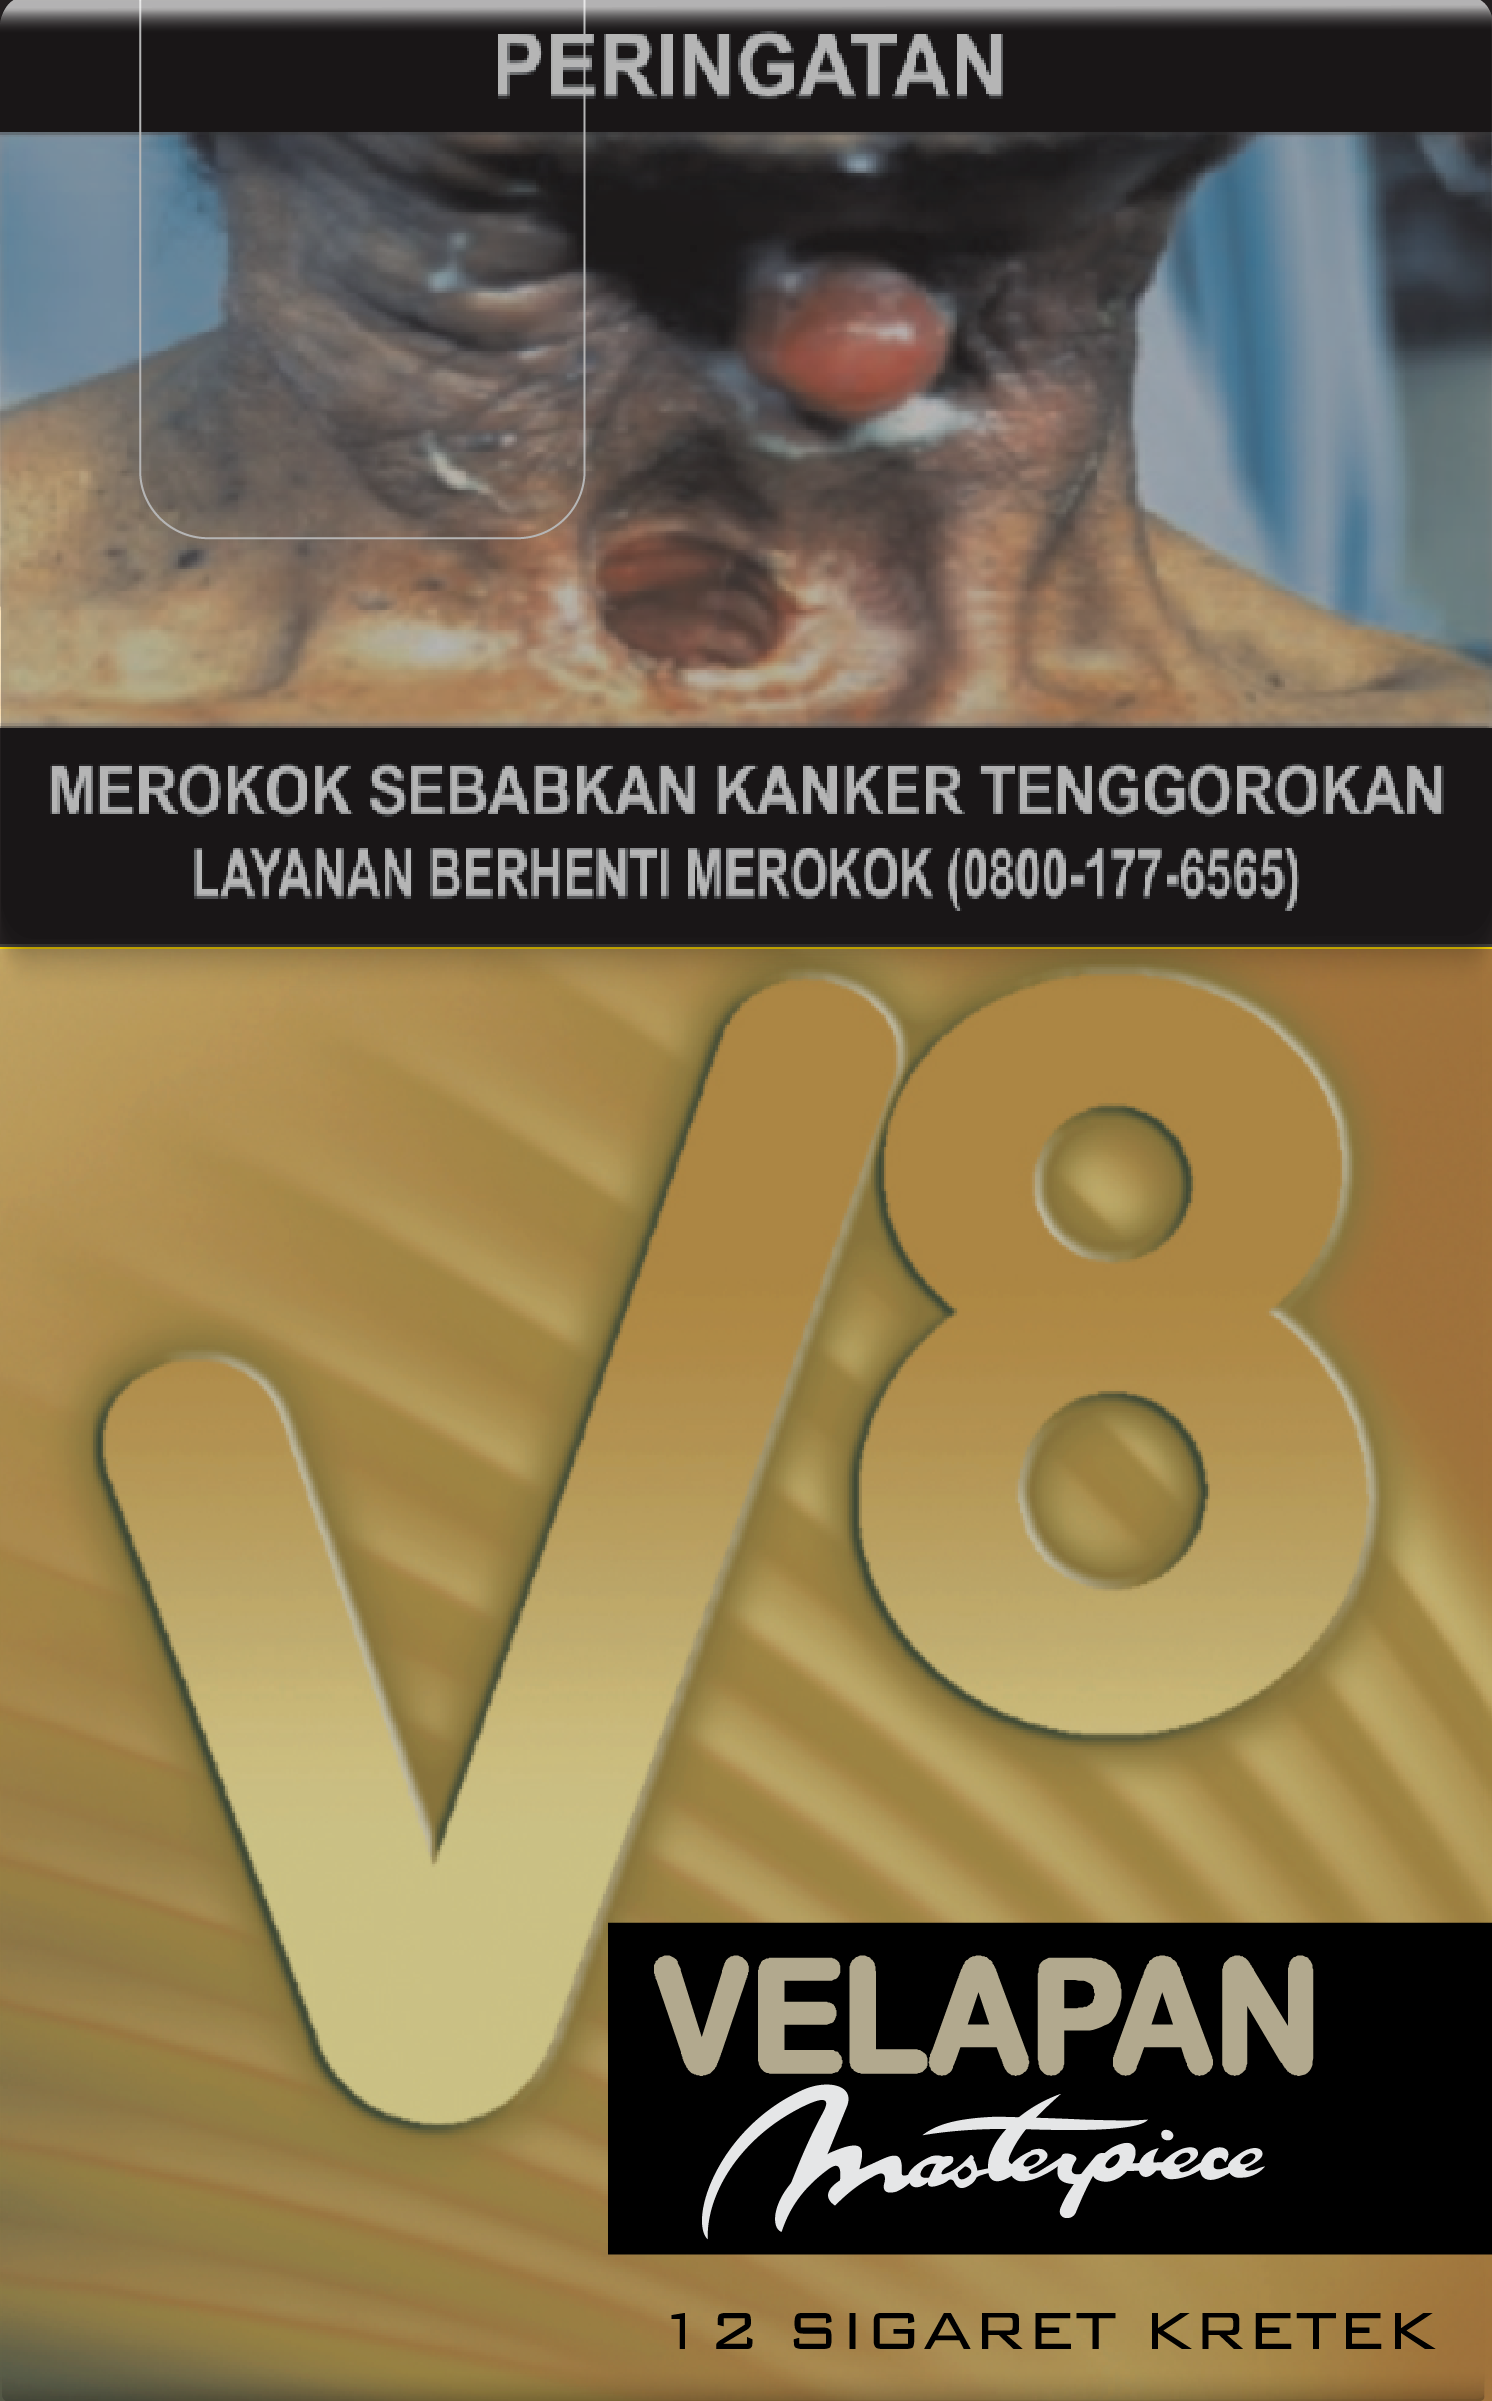 PERINGATAN
MEROKOK SEBABKAN KANKER TENGGOROKAN
LAYANAN BERHENTI MEROKOK (0800-177-6565)
V8
VELAPAN
Masterpiece
12 SIGARET KRETEK